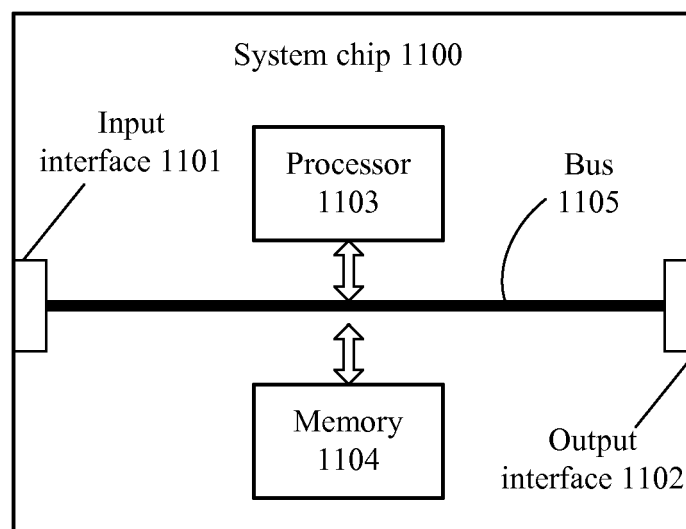 System chip 1100
Input
interface 1101
Processor
1103
Bus
1105
Memory
1104
Output
interface 1102